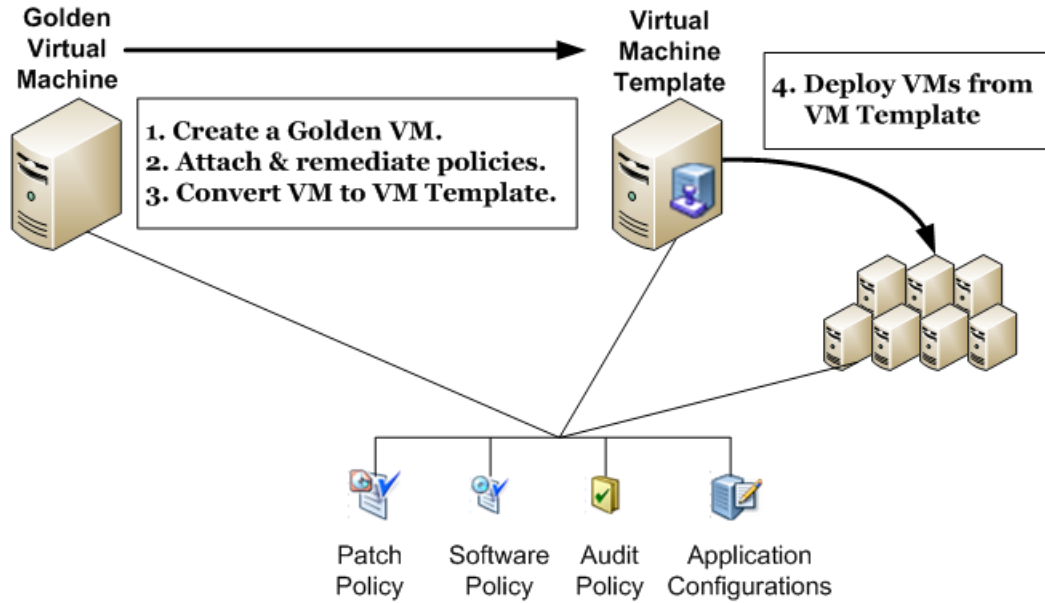 Golden
Virtual
Machine
Virtual
Machine
Template
1. Create a Golden VM.
2. Attach & remediate policies.
3. Convert VM to VM Template.
4. Deploy VMs from
VM Template
Patch
Policy
Software
Policy
Audit
Policy
Application
Configurations